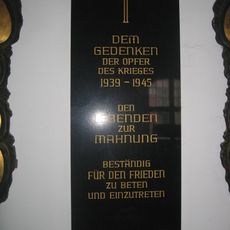 DEM
GEDENKEN
DER OPFER
DES KRIEGES
1939 – 1945
DEN
LEBENDEN
ZUR
MAHNUNG
BESTÄNDIG
FÜR DEN FRIEDEN
ZU BETEN
UND EINZUTRETEN